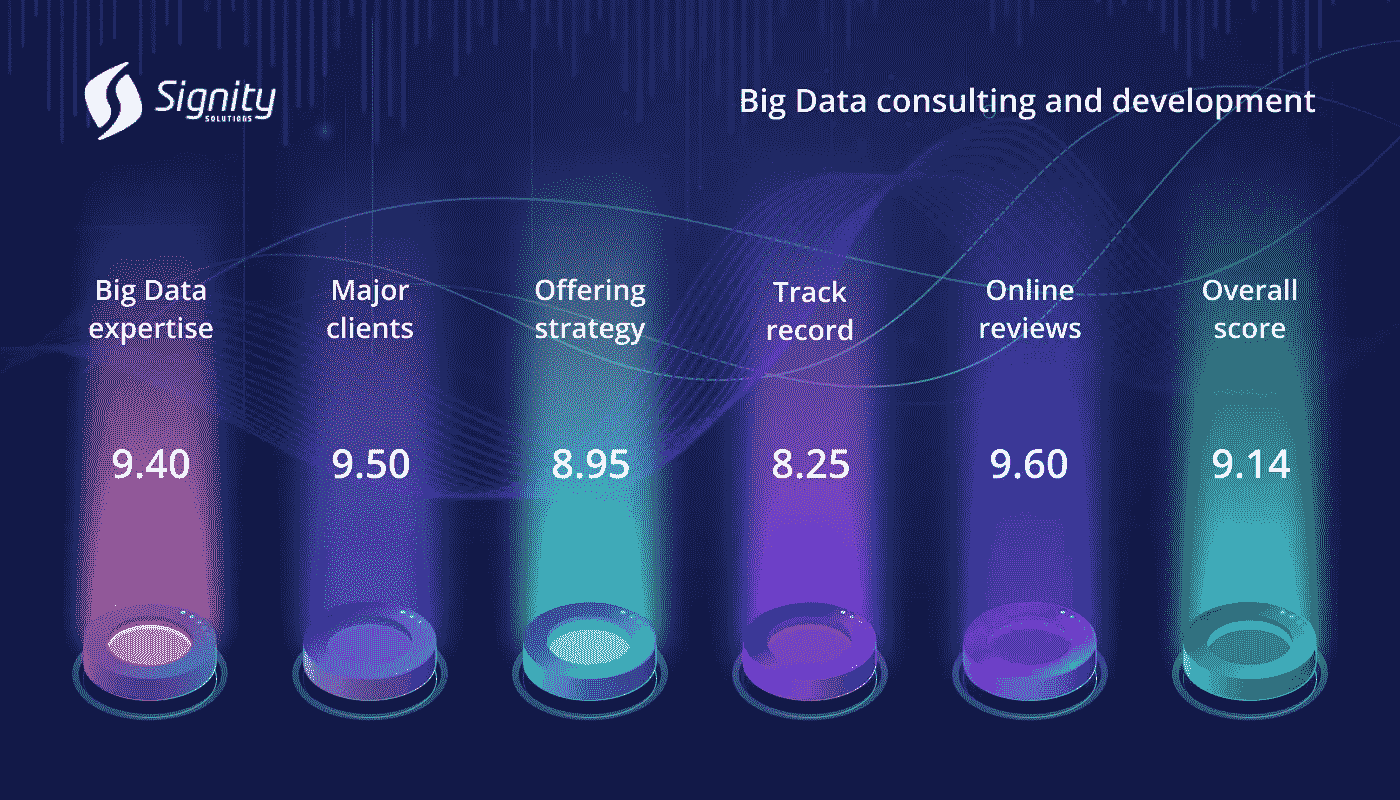 Signity
SOLUTIONS
Big Data consulting and development
Big Data
expertise
Major
clients
Offering
strategy
Track
record
Online
reviews
Overall
score
9.40
9.50
8.95
8.25
9.60
9.14